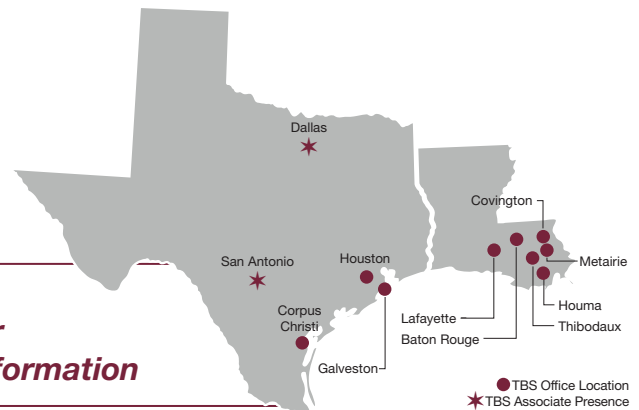 Dallas
Covington
San Antonio
Houston
Metairie
Corpus
Christi
Lafayette
Houma
Baton Rouge
Thibodaux
Galveston
formation
TBS Office Location
TBS Associate Presence